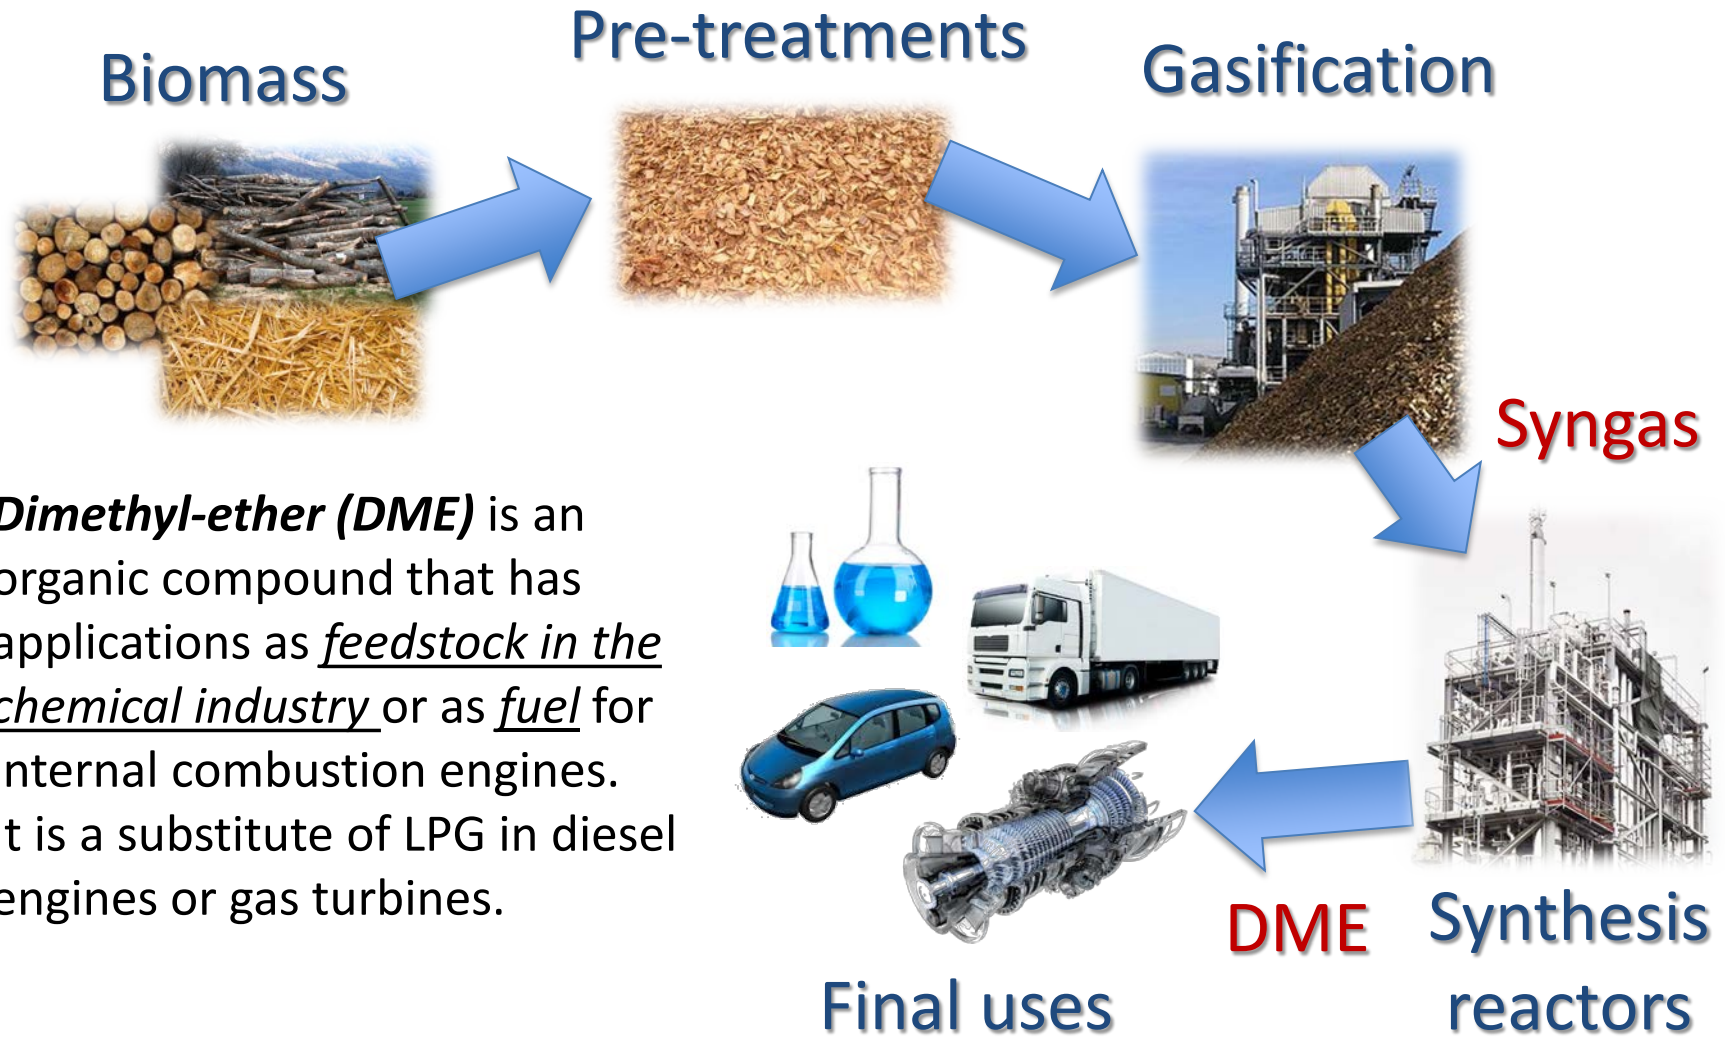 Biomass
Pre-treatments
Gasification
Syngas
Dimethyl-ether (DME) is an
organic compound that has
applications as feedstock in the
chemical industry or as fuel for
nternal combustion engines.
t is a substitute of LPG in diesel
engines or gas turbines.
DME
Synthesis
reactors
Final uses